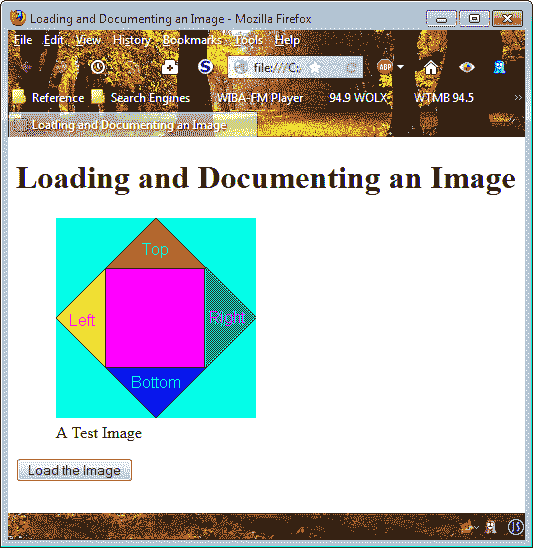 Loading and Documenting an Image - Mozilla Firefox
File Edit View History Bookmarks Tools Help
S file:///C:, ABP
Reference Search Engines WIBA-FM Player 94.9 WOLX WTMB 94.5 »
Loading and Documenting an Image
Loading and Documenting an Image
Top
Left Right
Bottom
A Test Image
Load the Image